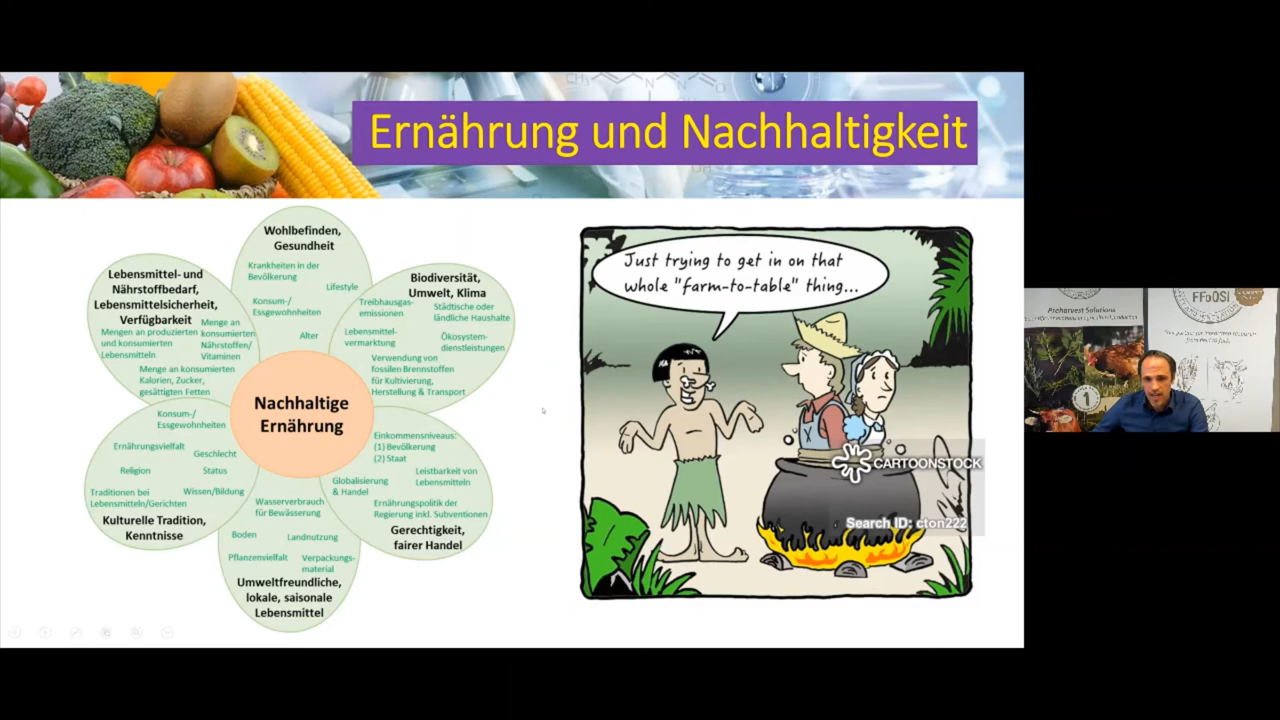 Ernährung und Nachhaltigkeit
Wohlbefinden,
Gesundheit
Krankheiten in der
Bevölkerung
Lifestyle
Konsum-/
Essgewohnheiten
Alter
Biodiversität,
Umwelt, Klima
Treibhausgas-
emissionen
Städtische oder
ländliche Haushalte
Lebensmittel-
vermarktung
Ökosystem-
dienstleistungen
Verwendung von
fossilen Brennstoffen
für Kultivierung,
Herstellung & Transport
Lebensmittel- und
Nährstoffbedarf,
Lebensmittelsicherheit,
Verfügbarkeit
Mengen an produzierten
und konsumierten
Lebensmitteln
Menge an
konsumierten
Nährstoffen/
Vitaminen
Menge an konsumierten
Kalorien, Zucker,
gesättigten Fetten
Nachhaltige
Ernährung
Konsum-/
Essgewohnheiten
Ernährungsvielfalt
Geschlecht
Religion
Status
Traditionen bei
Lebensmitteln/Gerichten
Wissen/Bildung
Kulturelle Tradition,
Kenntnisse
Einkommensniveaus:
(1) Bevölkerung
(2) Staat
Leistbarkeit von
Lebensmitteln
Globalisierung
& Handel
Ernährungspolitik der
Regierung inkl. Subventionen
Gerechtigkeit,
fairer Handel
Wasserverbrauch
für Bewässerung
Boden
Landnutzung
Pflanzenvielfalt
Verpackungs-
material
Umweltfreundliche,
lokale, saisonale
Lebensmittel
Just trying to get in on that
whole "farm-to-table" thing...
CARTOONSTOCK
Search ID: cton222
FFoQSI
Preharvest Solutions
1